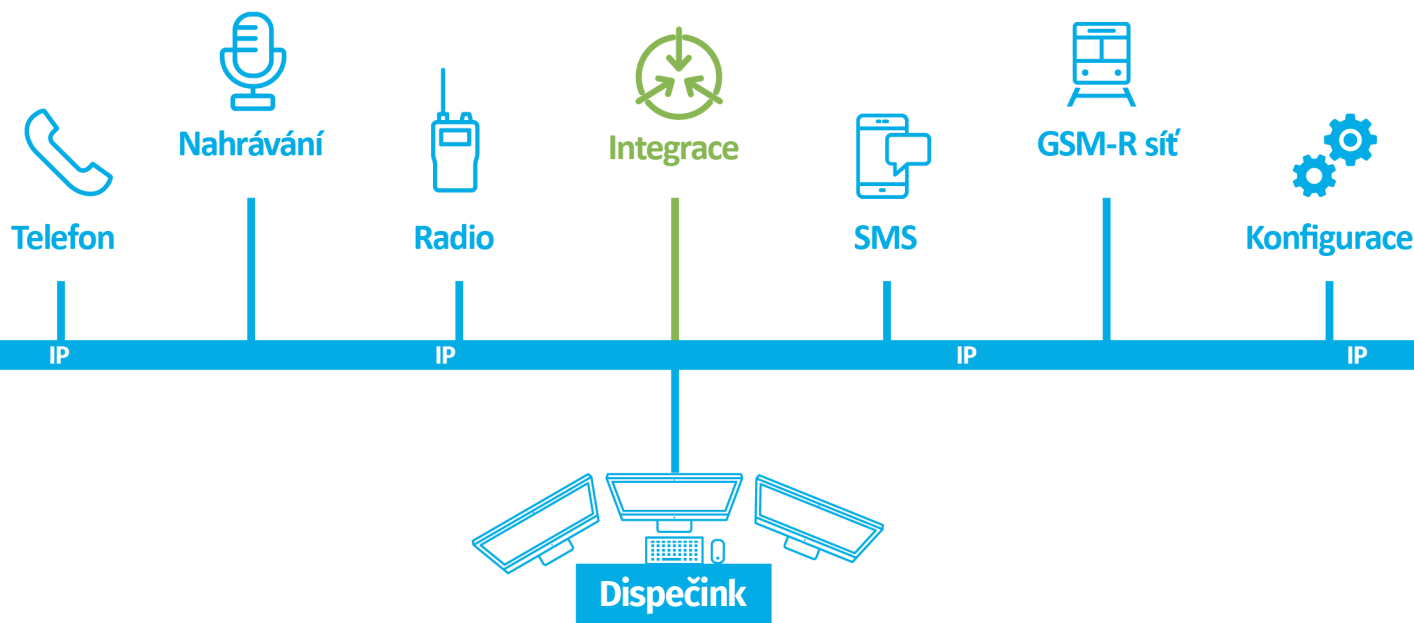 Nahrávání
Integrace
GSM-R síť
Telefon
Radio
SMS
Konfigurace
IP
IP
IP
IP
Dispečink